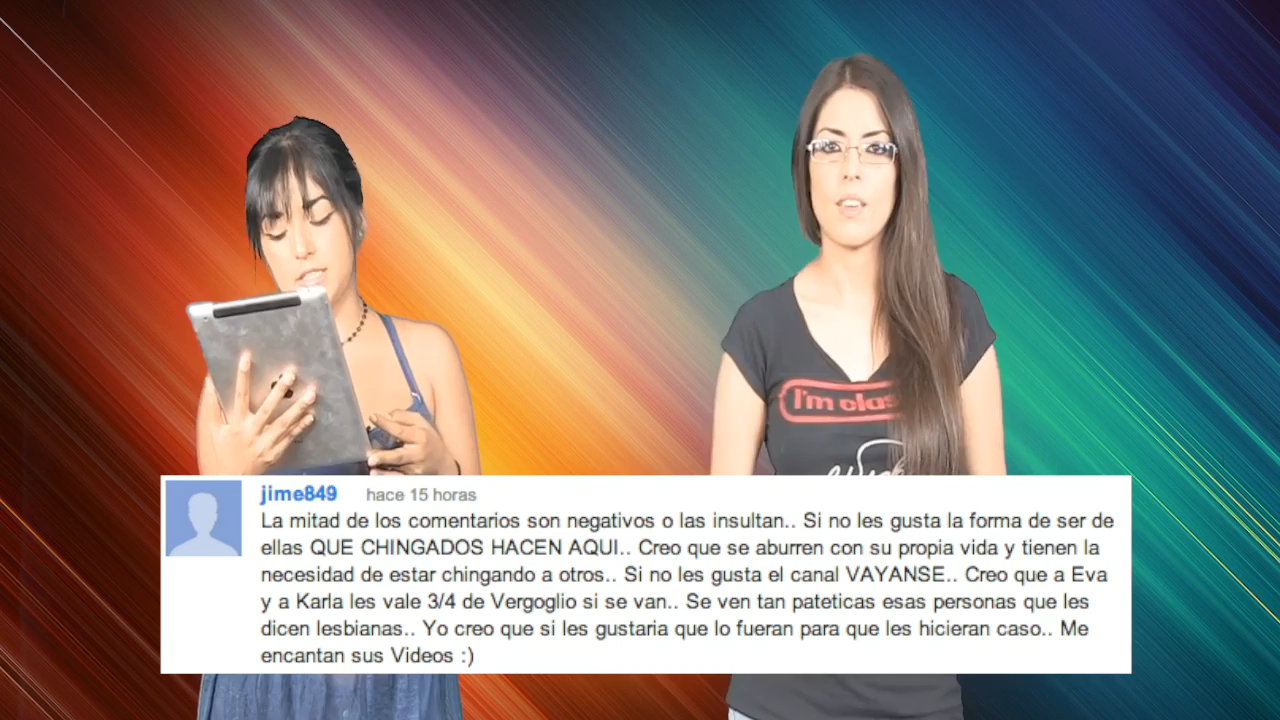 I'm
jime849 hace 15 horas
La mitad de los comentarios son negativos o las insultan.. Si no les gusta la forma de ser de
ellas QUE CHINGADOS HACEN AQUI.. Creo que se aburren con su propia vida y tienen la
necesidad de estar chingando a otros.. Si no les gusta el canal VAYANSE.. Creo que a Eva
y a Karla les vale 3/4 de Vergoglio si se van.. Se ven tan pateticas esas personas que les
dicen lesbianas.. Yo creo que si les gustaria que lo fueran para que les hicieran caso.. Me
encantan sus Videos :)